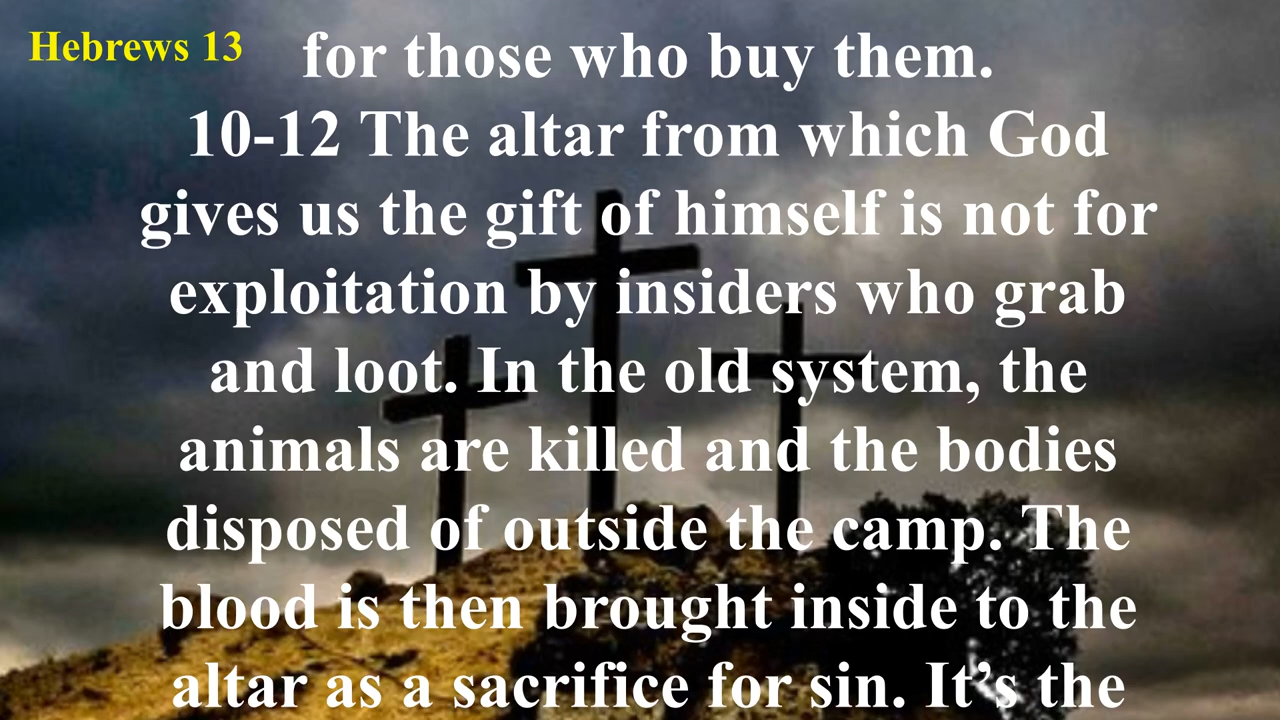 Hebrews 13
for those who buy them.
10-12 The altar from which God
gives us the gift of himself is not for
exploitation by insiders who grab
and loot. In the old system, the
animals are killed and the bodies
disposed of outside the camp. The
blood is then brought inside to the
altar as a sacrifice for sin. It’s the